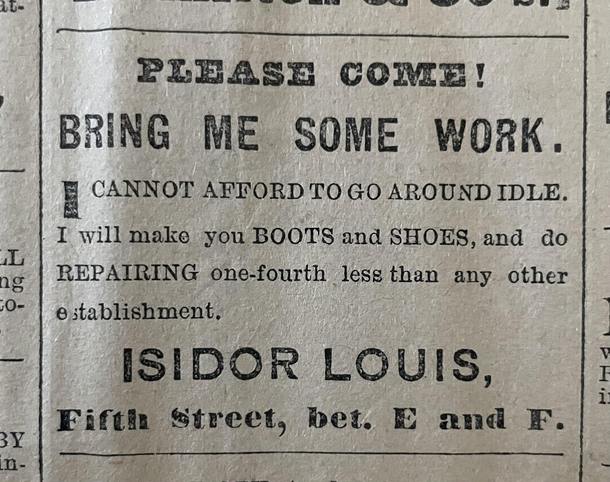 PLEASE COME!
BRING ME SOME WORK.
I CANNOT AFFORD TO GO AROUND IDLE.
I will make you BOOTS and SHOES, and do
REPAIRING one-fourth less than any other
establishment.
ISIDOR LOUIS,
Fifth Street, bet. E and F.